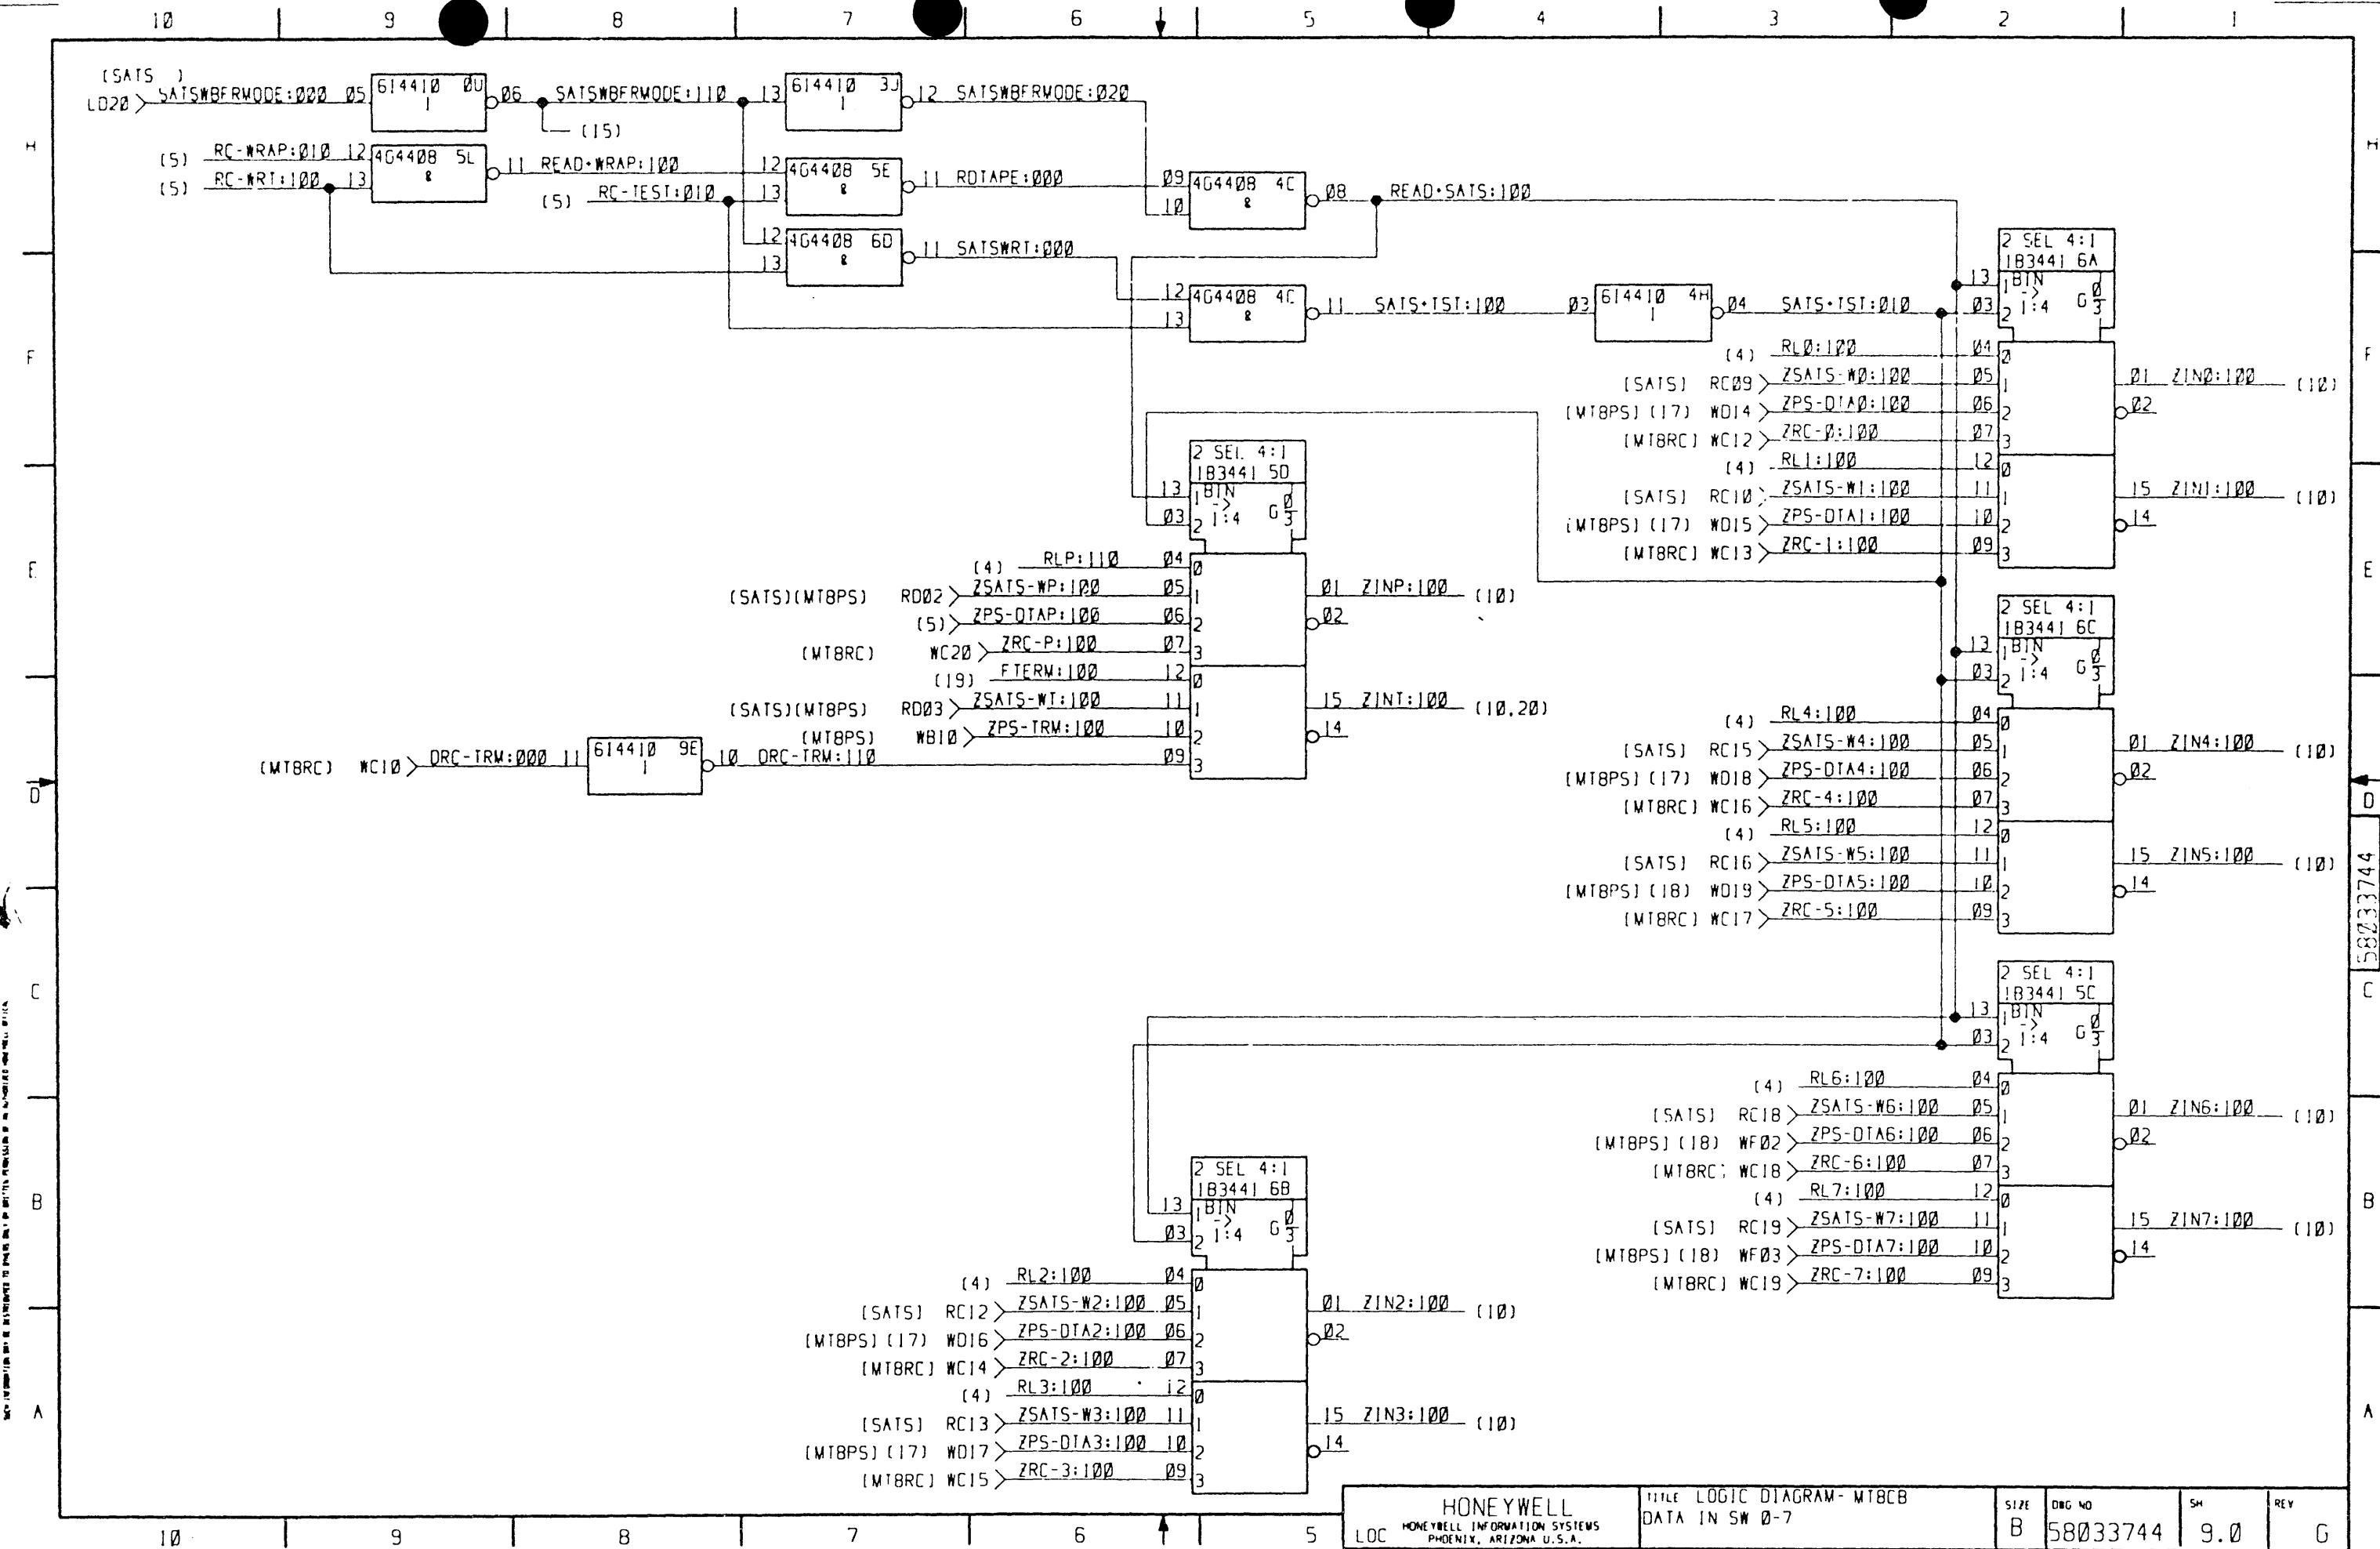 10 9 8 7 6 5 4 3 2 1
(SATS )
LD20 SATSWBFRMODE:000 05 614410 0U 1 06 SATSWBFRMODE:110 13 614410 3J 1 12 SATSWBFRMODE:020
(15)
H H
(5) RC-WRAP:010 12 4G4408 5L & 11 READ+WRAP:100 12 4G4408 5E & 11 RDTAPE:000 09 4G4408 4C & 08 READ+SATS:100
(5) RC-WRT:100 13
(5) RC-TEST:010 13
10
12 4G4408 6D & 11 SATSWRT:000
13
12 4G4408 4C & 11 SATS+TST:100 03 614410 4H 1 04 SATS+TST:010
13
F F
2 SEL 4:1
1B3441 6A
13 1 BIN
-> G 0/3
03 2 1:4
(4) RL0:100 04 0
(SATS) RC09 ZSATS-W0:100 05 1 01 ZIN0:100 (10)
(MT8PS) (17) WD14 ZPS-DTA0:100 06 2 02
(MT8RC) WC12 ZRC-0:100 07 3
(4) RL1:100 12 0
(SATS) RC10 ZSATS-W1:100 11 1 15 ZIN1:100 (10)
(MT8PS) (17) WD15 ZPS-DTA1:100 10 2 14
(MT8RC) WC13 ZRC-1:100 09 3
2 SEL 4:1
1B3441 5D
13 1 BIN
-> G 0/3
03 2 1:4
E E
(4) RLP:110 04 0
(SATS)(MT8PS) RD02 ZSATS-WP:100 05 1 01 ZINP:100 (10)
(5) ZPS-DTAP:100 06 2 02
(MT8RC) WC20 ZRC-P:100 07 3
(19) FTERM:100 12 0
(SATS)(MT8PS) RD03 ZSATS-WT:100 11 1 15 ZINT:100 (10,20)
(MT8PS) WB10 ZPS-TRM:100 10 2 14
(MT8RC) WC10 DRC-TRM:000 11 614410 9E 1 10 DRC-TRM:110 09 3
2 SEL 4:1
1B3441 6C
13 1 BIN
-> G 0/3
03 2 1:4
D D
(4) RL4:100 04 0
(SATS) RC15 ZSATS-W4:100 05 1 01 ZIN4:100 (10)
(MT8PS) (17) WD18 ZPS-DTA4:100 06 2 02
(MT8RC) WC16 ZRC-4:100 07 3
(4) RL5:100 12 0
(SATS) RC16 ZSATS-W5:100 11 1 15 ZIN5:100 (10)
(MT8PS) (18) WD19 ZPS-DTA5:100 10 2 14
(MT8RC) WC17 ZRC-5:100 09 3
58033744
C C
2 SEL 4:1
1B3441 5C
13 1 BIN
-> G 0/3
03 2 1:4
(4) RL6:100 04 0
(SATS) RC18 ZSATS-W6:100 05 1 01 ZIN6:100 (10)
(MT8PS) (18) WF02 ZPS-DTA6:100 06 2 02
(MT8RC) WC18 ZRC-6:100 07 3
(4) RL7:100 12 0
(SATS) RC19 ZSATS-W7:100 11 1 15 ZIN7:100 (10)
(MT8PS) (18) WF03 ZPS-DTA7:100 10 2 14
(MT8RC) WC19 ZRC-7:100 09 3
B B
2 SEL 4:1
1B3441 6B
13 1 BIN
-> G 0/3
03 2 1:4
(4) RL2:100 04 0
(SATS) RC12 ZSATS-W2:100 05 1 01 ZIN2:100 (10)
(MT8PS) (17) WD16 ZPS-DTA2:100 06 2 02
(MT8RC) WC14 ZRC-2:100 07 3
(4) RL3:100 12 0
(SATS) RC13 ZSATS-W3:100 11 1 15 ZIN3:100 (10)
(MT8PS) (17) WD17 ZPS-DTA3:100 10 2 14
(MT8RC) WC15 ZRC-3:100 09 3
A A
HONEYWELL
LOC HONEYWELL INFORMATION SYSTEMS
PHOENIX, ARIZONA U.S.A.
TITLE LOGIC DIAGRAM- MT8CB
DATA IN SW 0-7
SIZE B
DWG NO 58033744
SH 9.0
REV G
10 9 8 7 6 5